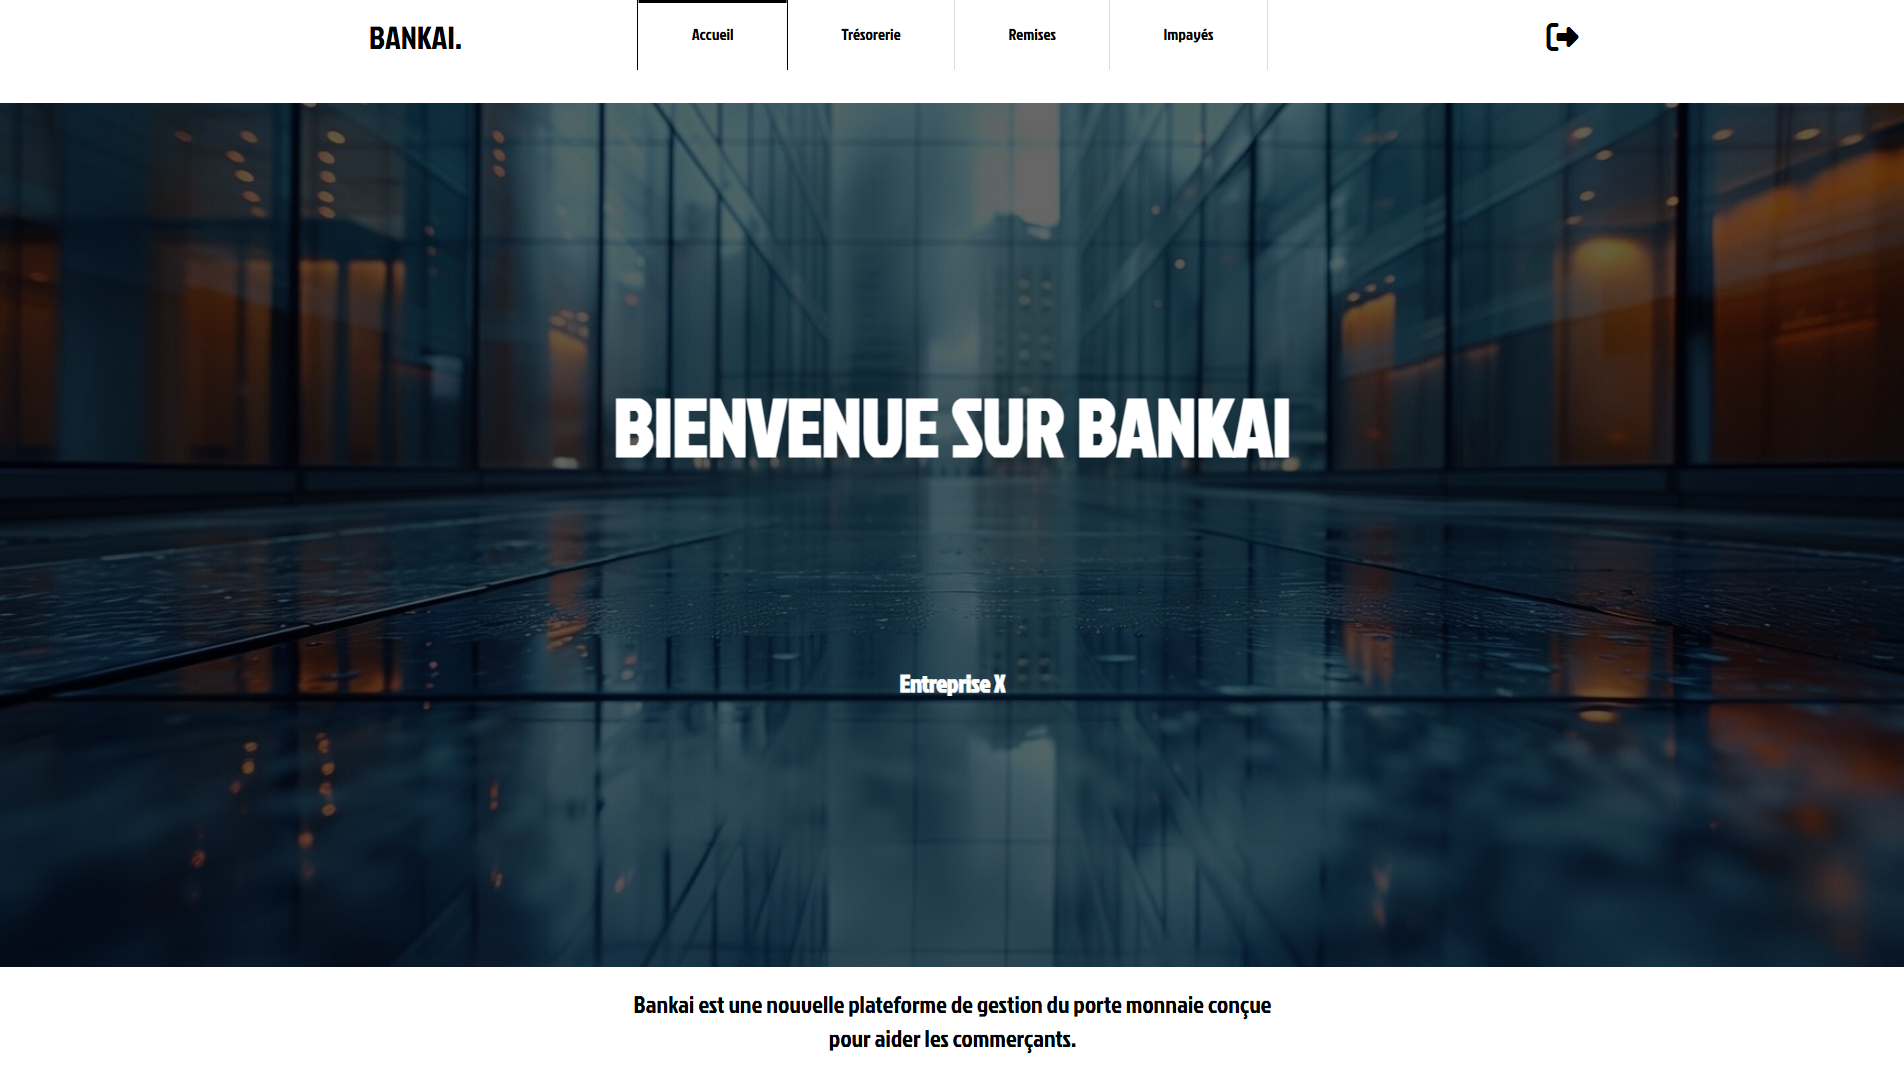 BANKAI.
Accueil
Trésorerie
Remises
Impayés
BIENVENUE SUR BANKAI
Entreprise X
Bankai est une nouvelle plateforme de gestion du porte monnaie conçue
pour aider les commerçants.